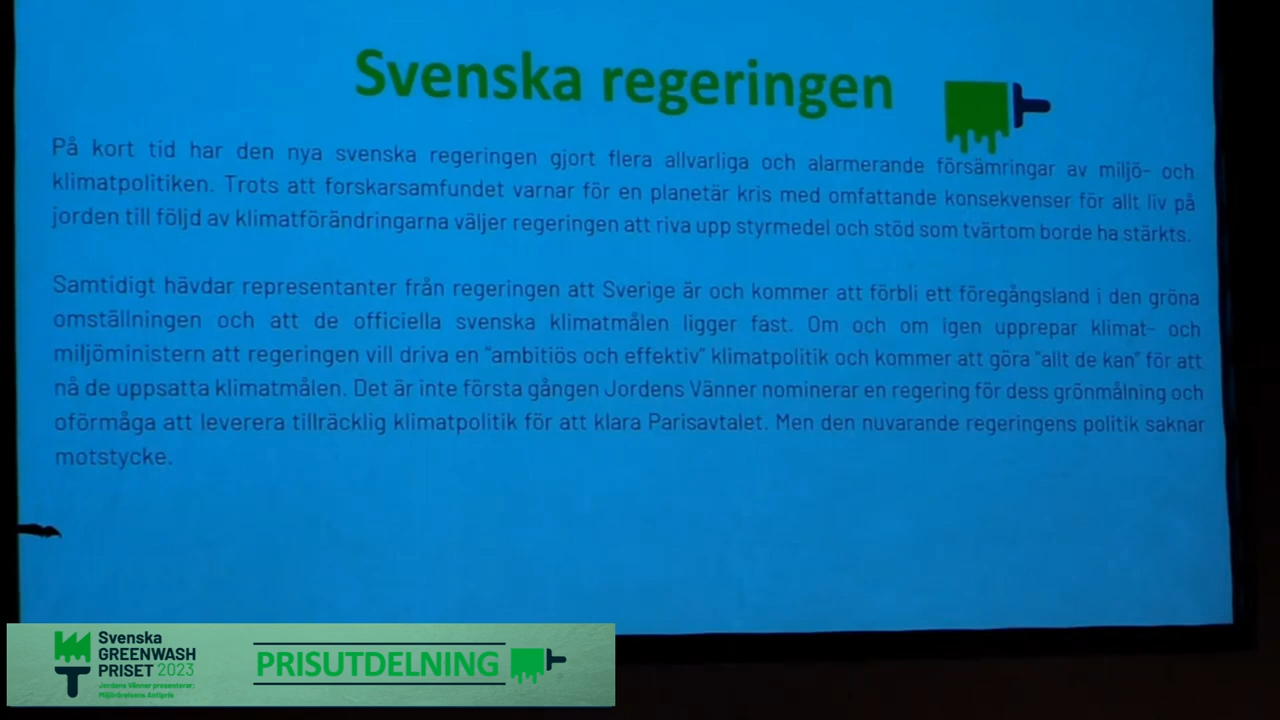 Svenska regeringen
På kort tid har den nya svenska regeringen gjort flera allvarliga och alarmerande försämringar av miljö- och
klimatpolitiken. Trots att forskarsamfundet varnar för en planetär kris med omfattande konsekvenser för allt liv på
jorden till följd av klimatförändringarna väljer regeringen att riva upp styrmedel och stöd som tvärtom borde ha stärkts.
Samtidigt hävdar representanter från regeringen att Sverige är och kommer att förbli ett föregångsland i den gröna
omställningen och att de officiella svenska klimatmålen ligger fast. Om och om igen upprepar klimat- och
miljöministern att regeringen vill driva en "ambitiös och effektiv" klimatpolitik och kommer att göra "allt de kan" för att
nå de uppsatta klimatmålen. Det är inte första gången Jordens Vänner nominerar en regering för dess grönmålning och
oförmåga att leverera tillräcklig klimatpolitik för att klara Parisavtalet. Men den nuvarande regeringens politik saknar
motstycke.
Svenska
GREENWASH
PRISET 2023
Jordens Vänner presenterar:
Miljörörelsens Antipris
PRISUTDELNING